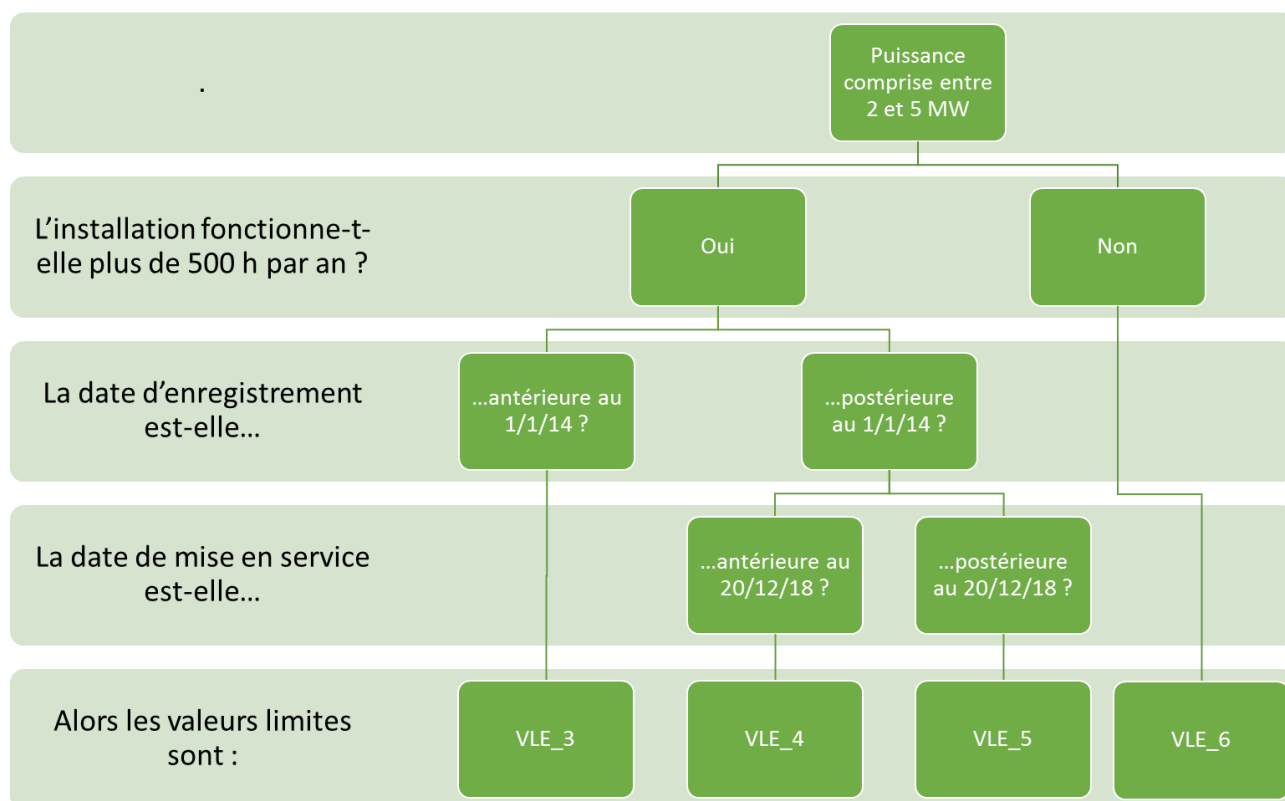 .
Puissance
comprise entre
2 et 5 MW
L’installation fonctionne-t-
elle plus de 500 h par an ?
Oui
Non
La date d’enregistrement
est-elle…
…antérieure au
1/1/14 ?
…postérieure
au 1/1/14 ?
La date de mise en service
est-elle…
…antérieure au
20/12/18 ?
…postérieure
au 20/12/18 ?
Alors les valeurs limites
sont :
VLE_3
VLE_4
VLE_5
VLE_6